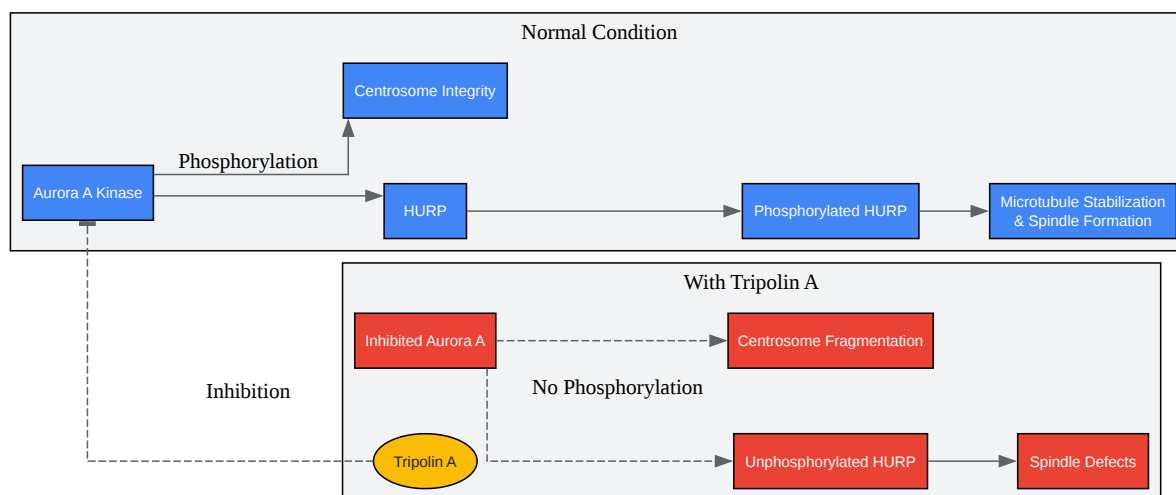 Normal Condition
Centrosome Integrity
Phosphorylation
Aurora A Kinase
HURP
Phosphorylated HURP
Microtubule Stabilization
& Spindle Formation
With Tripolin A
Inhibited Aurora A
Centrosome Fragmentation
Inhibition
No Phosphorylation
Tripolin A
Unphosphorylated HURP
Spindle Defects